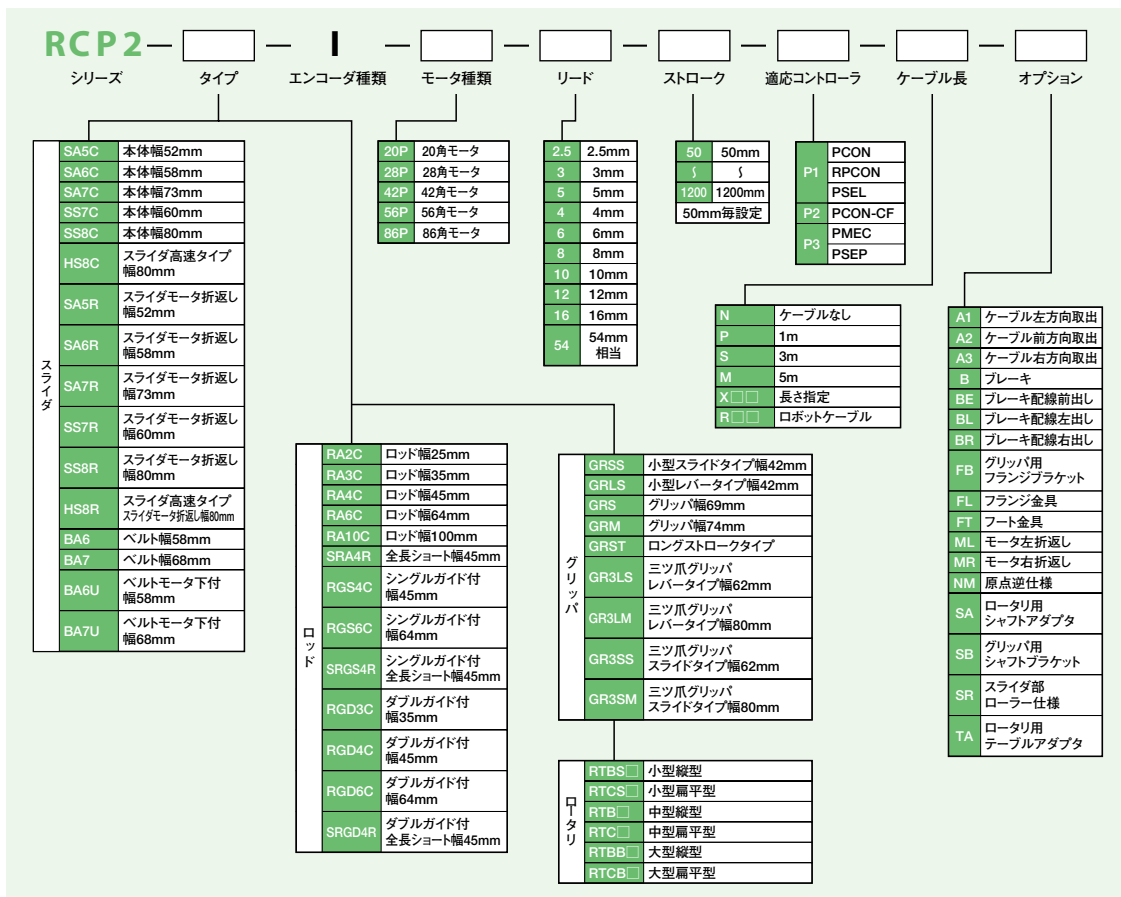 RCP2 — □ — I — □ — □ — □ — □ — □ — □
シリーズ タイプ エンコーダ種類 モータ種類 リード ストローク 適応コントローラ ケーブル長 オプション
スライダ
SA5C 本体幅52mm
SA6C 本体幅58mm
SA7C 本体幅73mm
SS7C 本体幅60mm
SS8C 本体幅80mm
HS8C スライダ高速タイプ
幅80mm
SA5R スライダモータ折返し
幅52mm
SA6R スライダモータ折返し
幅58mm
SA7R スライダモータ折返し
幅73mm
SS7R スライダモータ折返し
幅60mm
SS8R スライダモータ折返し
幅80mm
HS8R スライダ高速タイプ
スライダモータ折返し幅80mm
BA6 ベルト幅58mm
BA7 ベルト幅68mm
BA6U ベルトモータ下付
幅58mm
BA7U ベルトモータ下付
幅68mm
20P 20角モータ
28P 28角モータ
42P 42角モータ
56P 56角モータ
86P 86角モータ
2.5 2.5mm
3 3mm
5 5mm
4 4mm
6 6mm
8 8mm
10 10mm
12 12mm
16 16mm
54 54mm
相当
50 50mm
〜 〜
1200 1200mm
50mm毎設定
P1 PCON
RPCON
PSEL
P2 PCON-CF
P3 PMEC
PSEP
N ケーブルなし
P 1m
S 3m
M 5m
X□□ 長さ指定
R□□ ロボットケーブル
A1 ケーブル左方向取出
A2 ケーブル前方向取出
A3 ケーブル右方向取出
B ブレーキ
BE ブレーキ配線前出し
BL ブレーキ配線左出し
BR ブレーキ配線右出し
FB グリッパ用
フランジブラケット
FL フランジ金具
FT フート金具
ML モータ左折返し
MR モータ右折返し
NM 原点逆仕様
SA ロータリ用
シャフトアダプタ
SB グリッパ用
シャフトブラケット
SR スライダ部
ローラー仕様
TA ロータリ用
テーブルアダプタ
ロッド
RA2C ロッド幅25mm
RA3C ロッド幅35mm
RA4C ロッド幅45mm
RA6C ロッド幅64mm
RA10C ロッド幅100mm
SRA4R 全長ショート幅45mm
RGS4C シングルガイド付
幅45mm
RGS6C シングルガイド付
幅64mm
SRGS4R シングルガイド付
全長ショート幅45mm
RGD3C ダブルガイド付
幅35mm
RGD4C ダブルガイド付
幅45mm
RGD6C ダブルガイド付
幅64mm
SRGD4R ダブルガイド付
全長ショート幅45mm
グリッパ
GRSS 小型スライドタイプ幅42mm
GRLS 小型レバータイプ幅42mm
GRS グリッパ幅69mm
GRM グリッパ幅74mm
GRST ロングストロークタイプ
GR3LS 三ツ爪グリッパ
レバータイプ幅62mm
GR3LM 三ツ爪グリッパ
レバータイプ幅80mm
GR3SS 三ツ爪グリッパ
スライドタイプ幅62mm
GR3SM 三ツ爪グリッパ
スライドタイプ幅80mm
ロータリ
RTBS□ 小型縦型
RTCS□ 小型扁平型
RTB□ 中型縦型
RTC□ 中型扁平型
RTBB□ 大型縦型
RTCB□ 大型扁平型